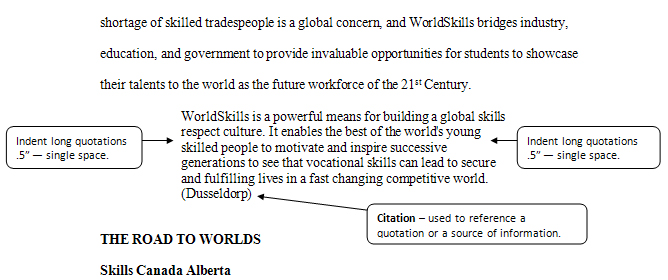 shortage of skilled tradespeople is a global concern, and WorldSkills bridges industry,
education, and government to provide invaluable opportunities for students to showcase
their talents to the world as the future workforce of the 21st Century.
WorldSkills is a powerful means for building a global skills
respect culture. It enables the best of the world's young
skilled people to motivate and inspire successive
generations to see that vocational skills can lead to secure
and fulfilling lives in a fast changing competitive world.
(Dusseldorp)
Indent long quotations
.5" — single space.
Indent long quotations
.5" — single space.
Citation – used to reference a
quotation or a source of information.
THE ROAD TO WORLDS
Skills Canada Alberta